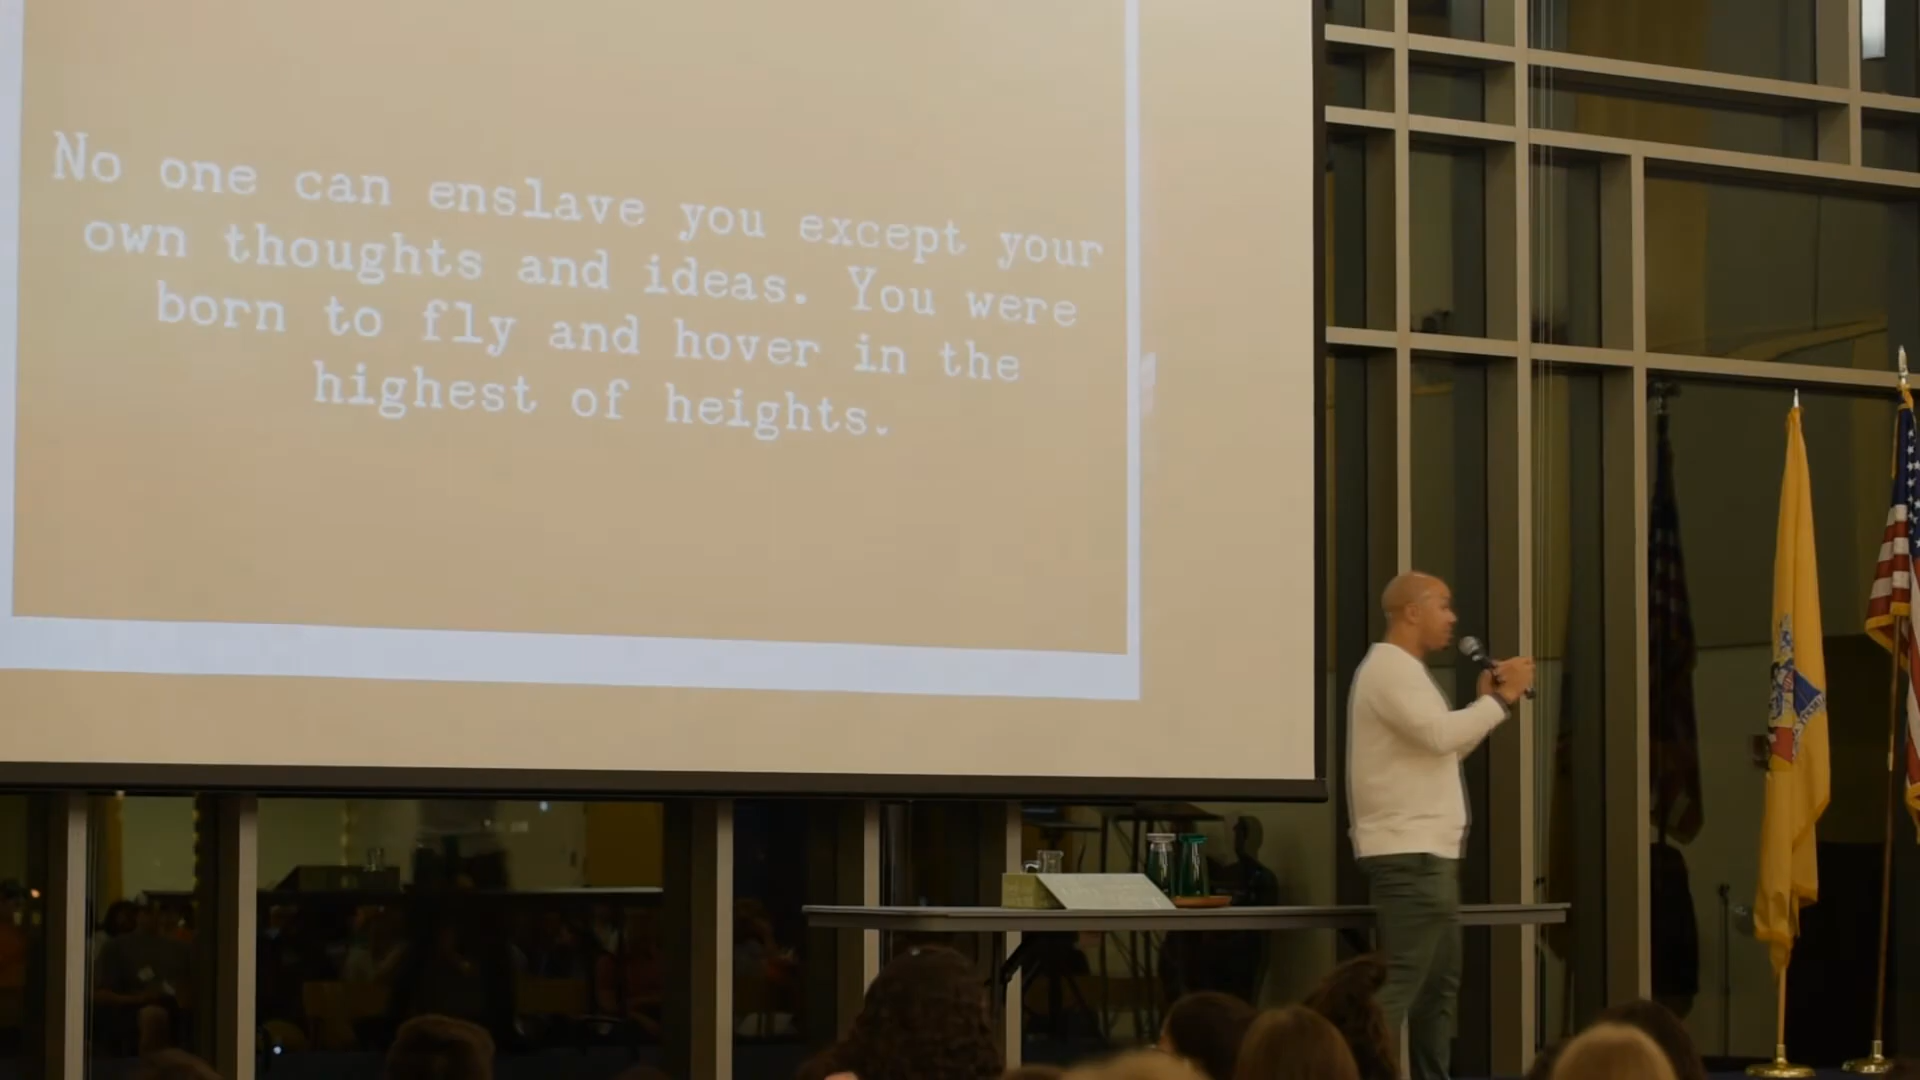 No one can enslave you except your
own thoughts and ideas. You were
born to fly and hover in the
highest of heights.